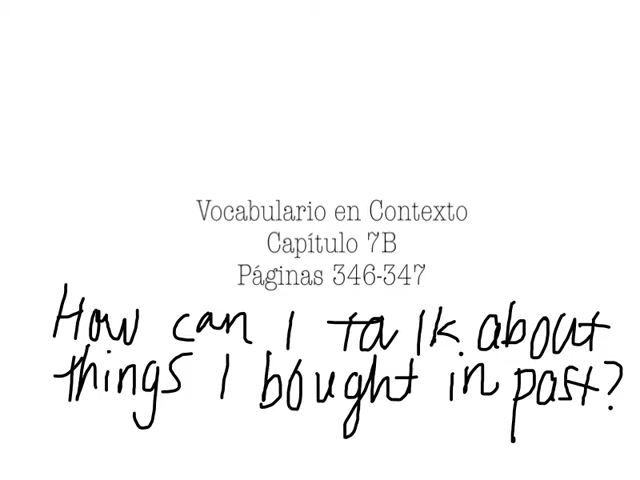 Vocabulario en Contexto
Capítulo 7B
Páginas 346-347
How can I talk about
things I bought in past?